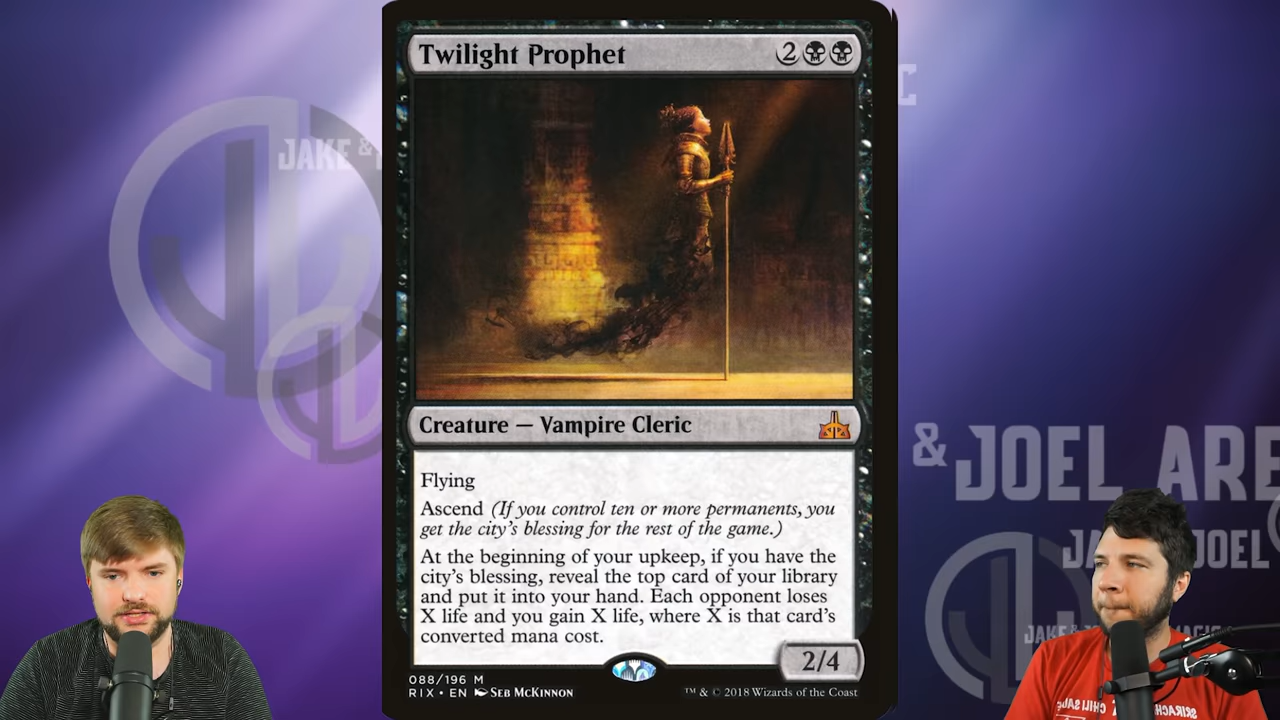 Twilight Prophet 2
Creature — Vampire Cleric
Flying
Ascend (If you control ten or more permanents, you
get the city's blessing for the rest of the game.)
At the beginning of your upkeep, if you have the
city's blessing, reveal the top card of your library
and put it into your hand. Each opponent loses
X life and you gain X life, where X is that card's
converted mana cost.
2/4
088/196 M
RIX • EN SEB MCKINNON
™ & © 2018 Wizards of the Coast
JAKE &
& JOEL ARE
JOEL
CHILI
SRIRACHA